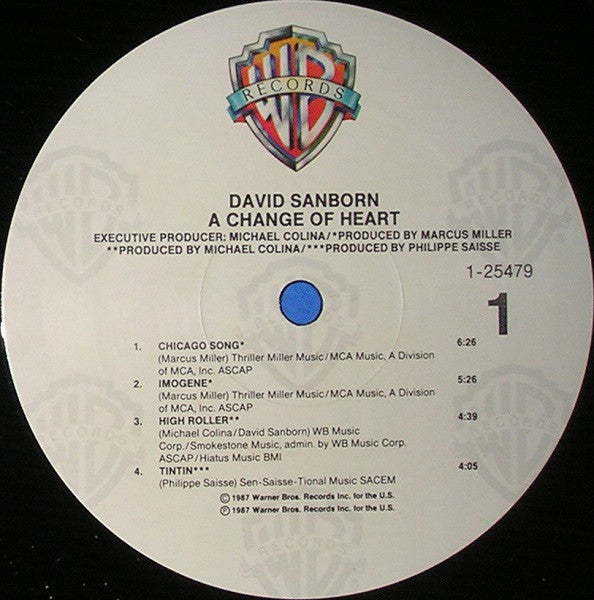 WB
RECORDS
DAVID SANBORN
A CHANGE OF HEART
EXECUTIVE PRODUCER: MICHAEL COLINA/*PRODUCED BY MARCUS MILLER
**PRODUCED BY MICHAEL COLINA/***PRODUCED BY PHILIPPE SAISSE
1-25479
1
1. CHICAGO SONG* 6:26
(Marcus Miller) Thriller Miller Music/MCA Music, A Division
of MCA, Inc. ASCAP
2. IMOGENE* 5:26
(Marcus Miller) Thriller Miller Music/MCA Music, A Division
of MCA, Inc. ASCAP
3. HIGH ROLLER** 4:39
(Michael Colina/David Sanborn) WB Music
Corp./Smokestone Music, admin. by WB Music Corp.
ASCAP/Hiatus Music BMI
4. TINTIN*** 4:05
(Philippe Saisse) Sen-Saisse-Tional Music SACEM
Ⓒ1987 Warner Bros. Records Inc. for the U.S.
Ⓟ1987 Warner Bros. Records Inc. for the U.S.